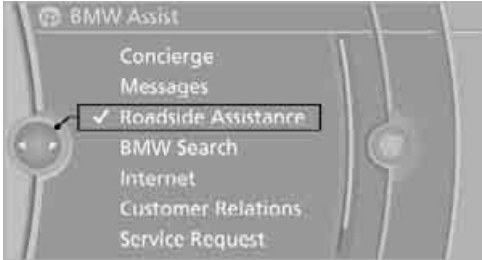 BMW Assist
Concierge
Messages
Roadside Assistance
BMW Search
Internet
Customer Relations
Service Request